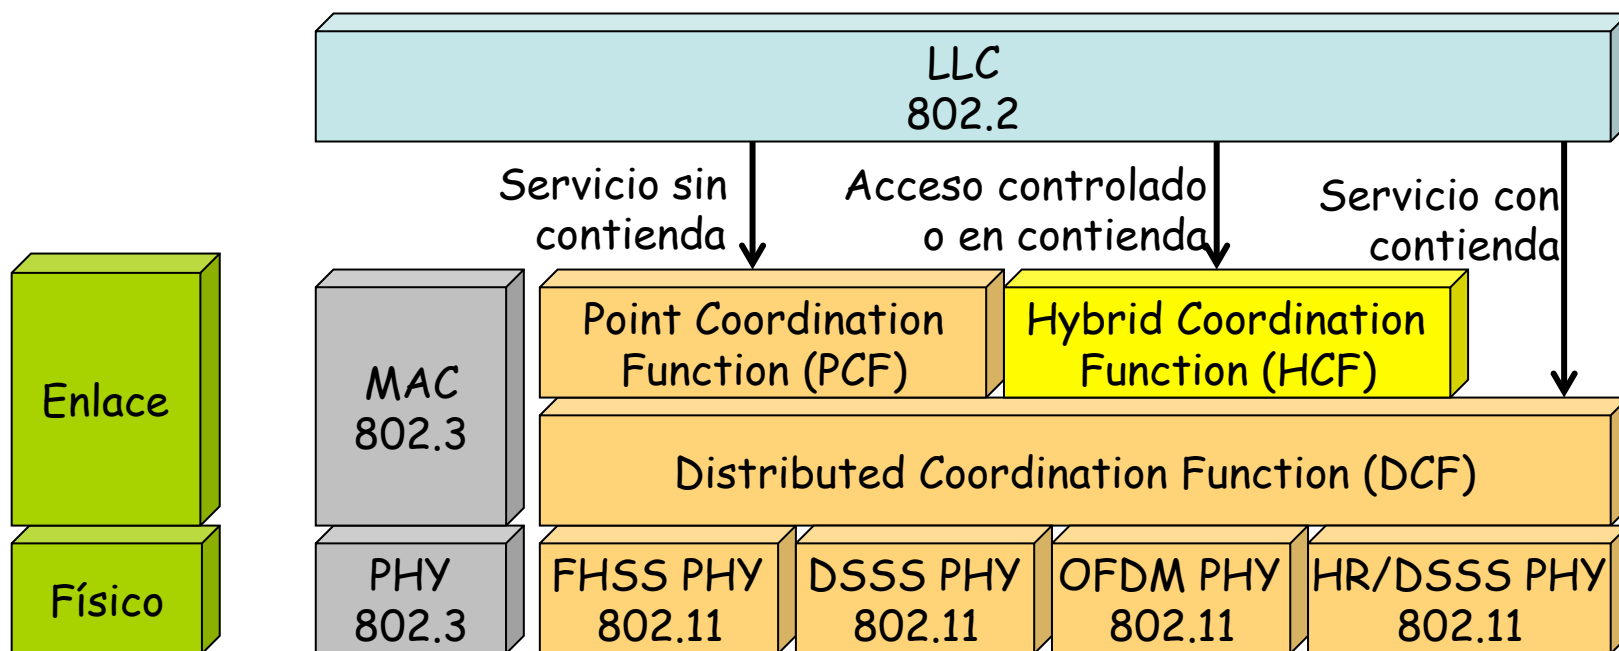 LLC
802.2
Servicio sin
contienda
Acceso controlado
o en contienda
Servicio con
contienda
Enlace
MAC
802.3
Point Coordination
Function (PCF)
Hybrid Coordination
Function (HCF)
Distributed Coordination Function (DCF)
Físico
PHY
802.3
FHSS PHY
802.11
DSSS PHY
802.11
OFDM PHY
802.11
HR/DSSS PHY
802.11